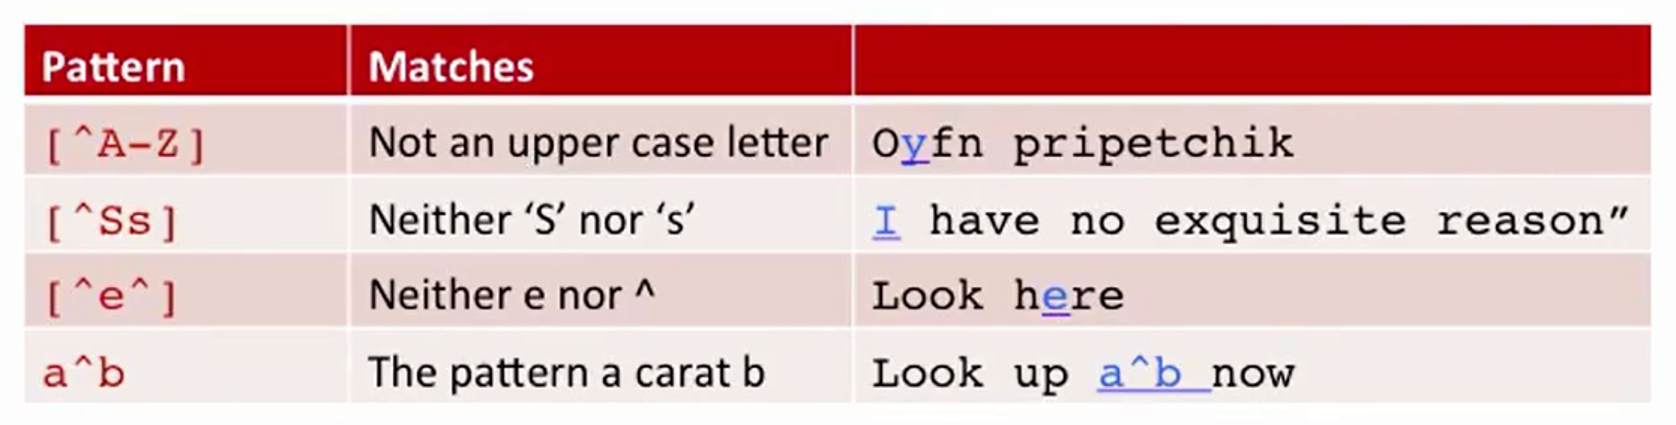 Pattern Matches
[^A-Z] Not an upper case letter Oyfn pripetchik
[^Ss] Neither ‘S’ nor ‘s’ I have no exquisite reason”
[^e^] Neither e nor ^ Look here
a^b The pattern a carat b Look up a^b now